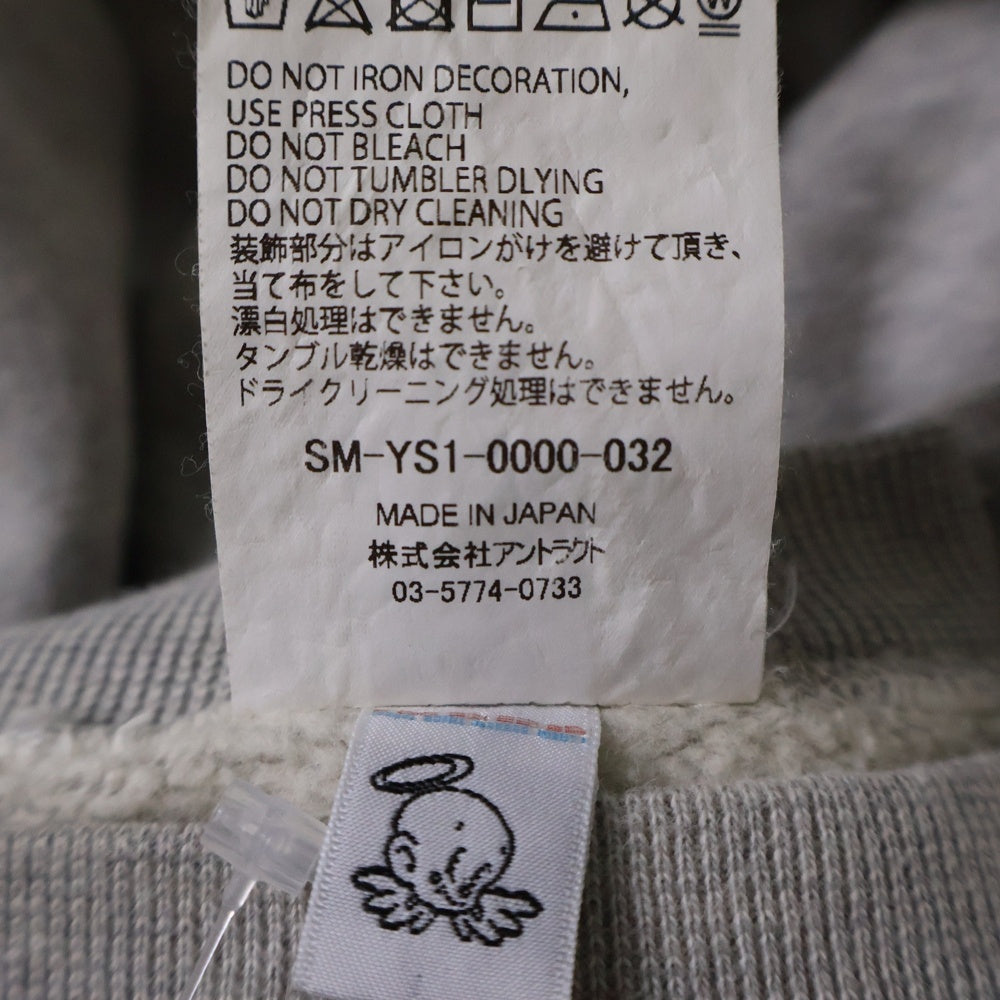 DO NOT IRON DECORATION,
USE PRESS CLOTH
DO NOT BLEACH
DO NOT TUMBLER DLYING
DO NOT DRY CLEANING
装飾部分はアイロンがけを避けて頂き、
当て布をして下さい。
漂白処理はできません。
タンブル乾燥はできません。
ドライクリーニング処理はできません。
SM-YS1-0000-032
MADE IN JAPAN
株式会社アントラクト
03-5774-0733